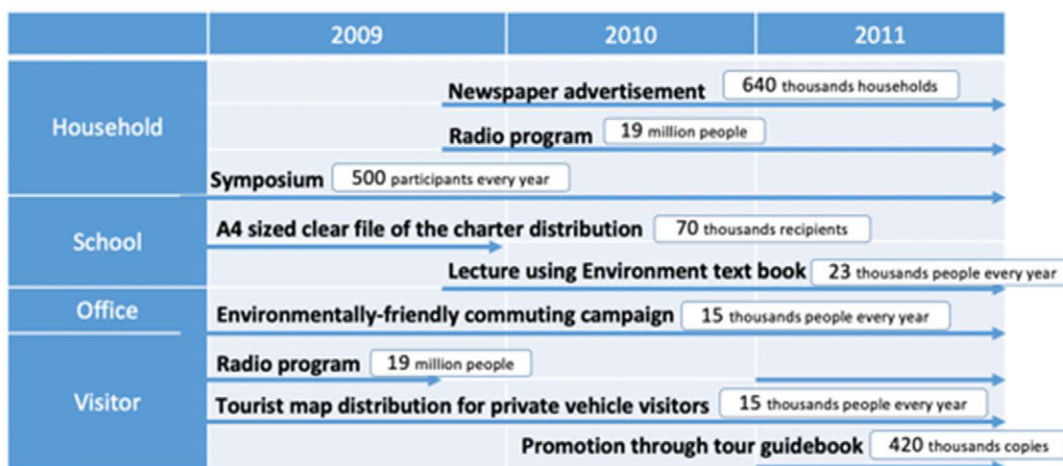 2009 2010 2011
Household
Newspaper advertisement 640 thousands households
Radio program 19 million people
Symposium 500 participants every year
School
A4 sized clear file of the charter distribution 70 thousands recipients
Lecture using Environment text book 23 thousands people every year
Office
Environmentally-friendly commuting campaign 15 thousands people every year
Visitor
Radio program 19 million people
Tourist map distribution for private vehicle visitors 15 thousands people every year
Promotion through tour guidebook 420 thousands copies